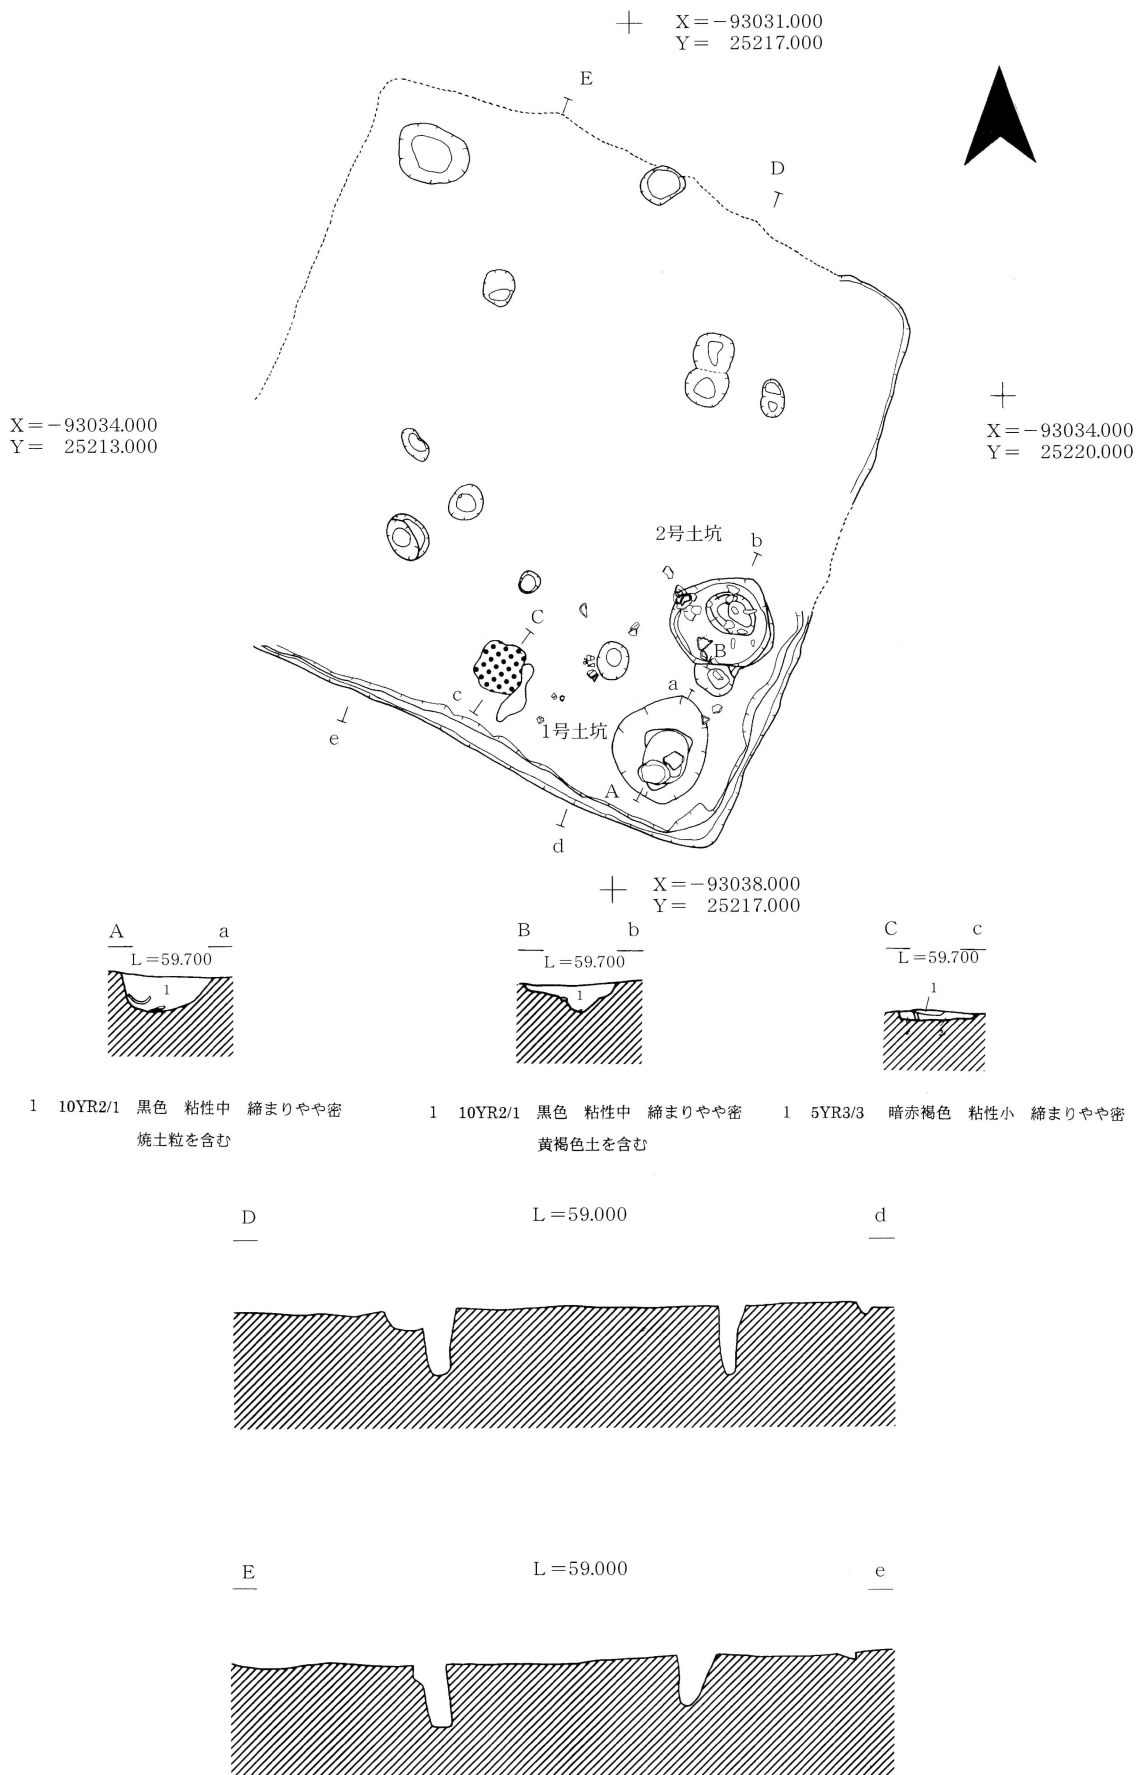 X=-93031.000
Y= 25217.000
E
D
X=-93034.000
Y= 25213.000
X=-93034.000
Y= 25220.000
2号土坑
b
C
B
a
c
e
1号土坑
A
d
X=-93038.000
Y= 25217.000
A a
L=59.700
1
B b
L=59.700
1
C c
L=59.700
1
1 10YR2/1 黒色 粘性中 締まりやや密
焼土粒を含む
1 10YR2/1 黒色 粘性中 締まりやや密
黄褐色土を含む
1 5YR3/3 暗赤褐色 粘性小 締まりやや密
D L=59.000 d
E L=59.000 e